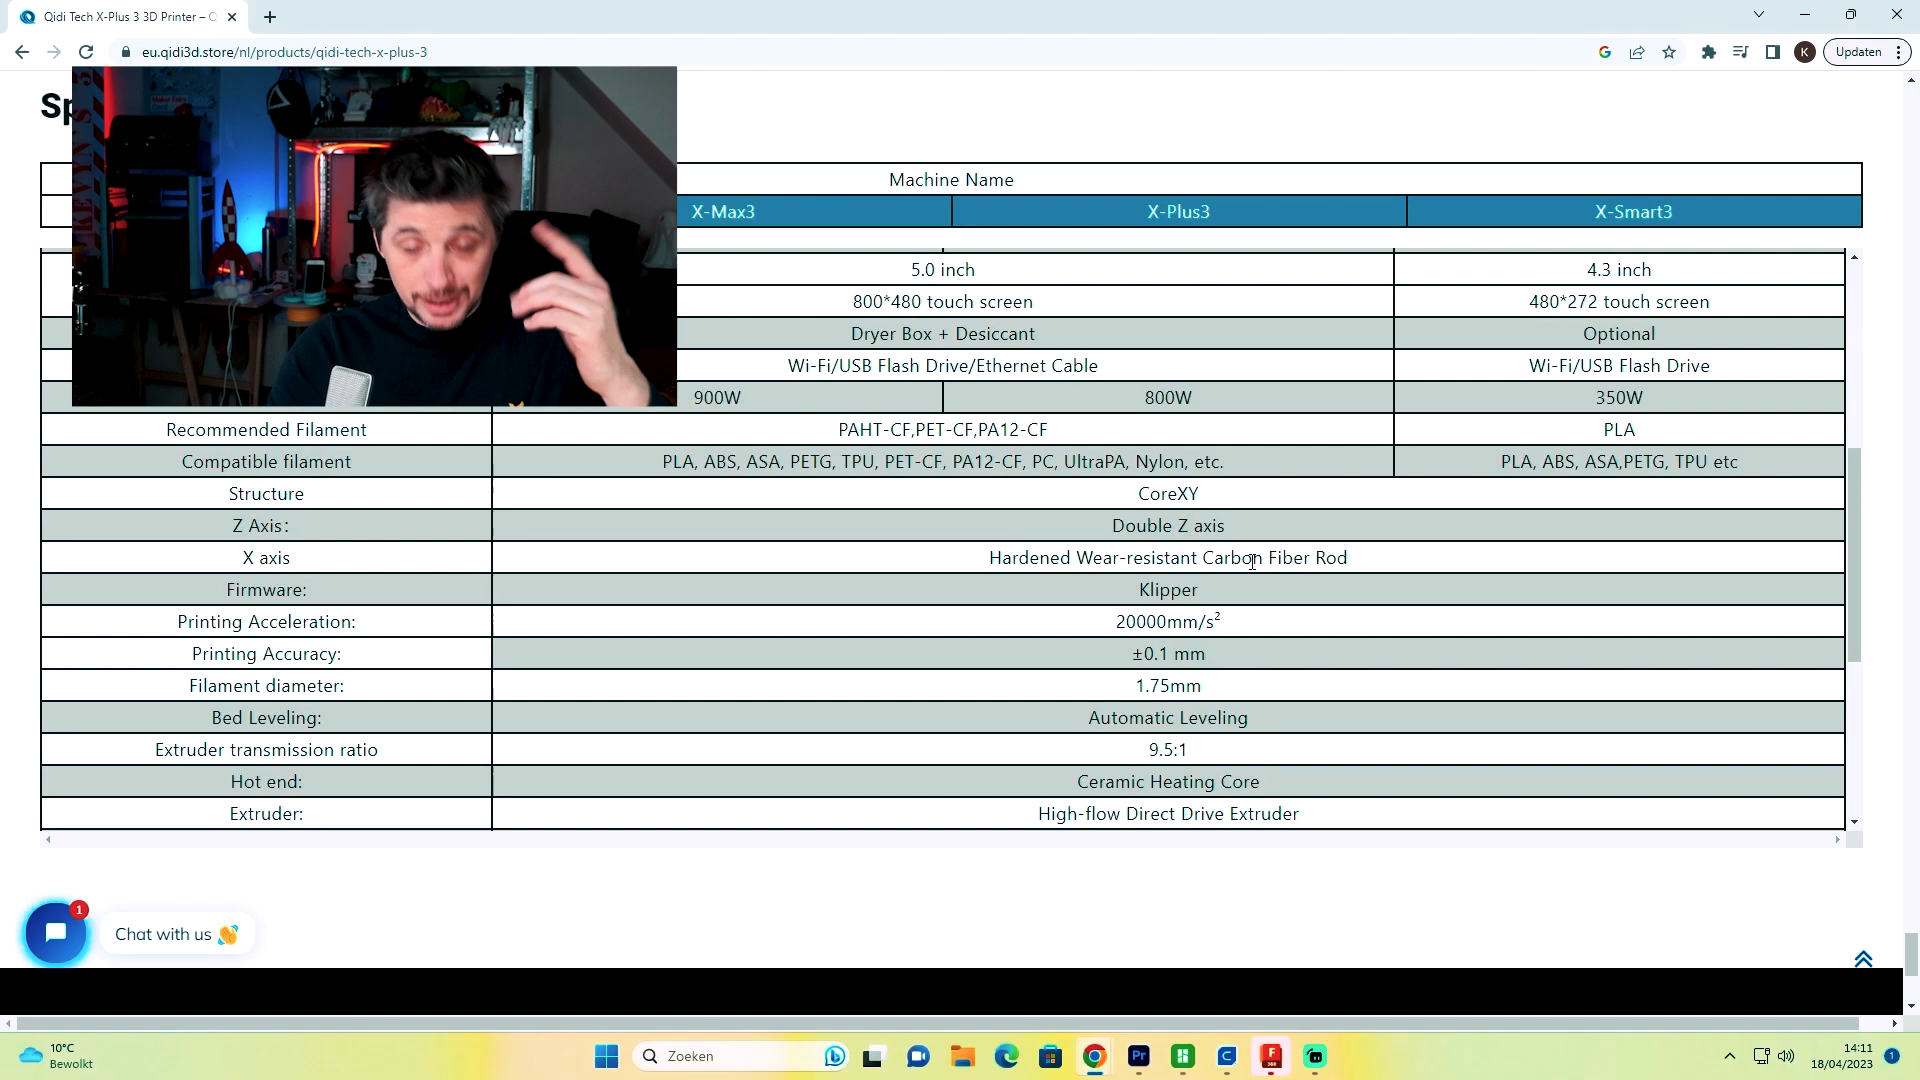 Qidi Tech X-Plus 3 3D Printer –
eu.qidi3d.store/nl/products/qidi-tech-x-plus-3
K
Updaten
Sp
Machine Name
X-Max3 X-Plus3 X-Smart3
5.0 inch 4.3 inch
800*480 touch screen 480*272 touch screen
Dryer Box + Desiccant Optional
Wi-Fi/USB Flash Drive/Ethernet Cable Wi-Fi/USB Flash Drive
900W 800W 350W
Recommended Filament PAHT-CF,PET-CF,PA12-CF PLA
Compatible filament PLA, ABS, ASA, PETG, TPU, PET-CF, PA12-CF, PC, UltraPA, Nylon, etc. PLA, ABS, ASA,PETG, TPU etc
Structure CoreXY
Z Axis: Double Z axis
X axis Hardened Wear-resistant Carbon Fiber Rod
Firmware: Klipper
Printing Acceleration: 20000mm/s²
Printing Accuracy: ±0.1 mm
Filament diameter: 1.75mm
Bed Leveling: Automatic Leveling
Extruder transmission ratio 9.5:1
Hot end: Ceramic Heating Core
Extruder: High-flow Direct Drive Extruder
1
Chat with us 👋
10°C
Bewolkt
Zoeken
Pr
14:11
18/04/2023
1